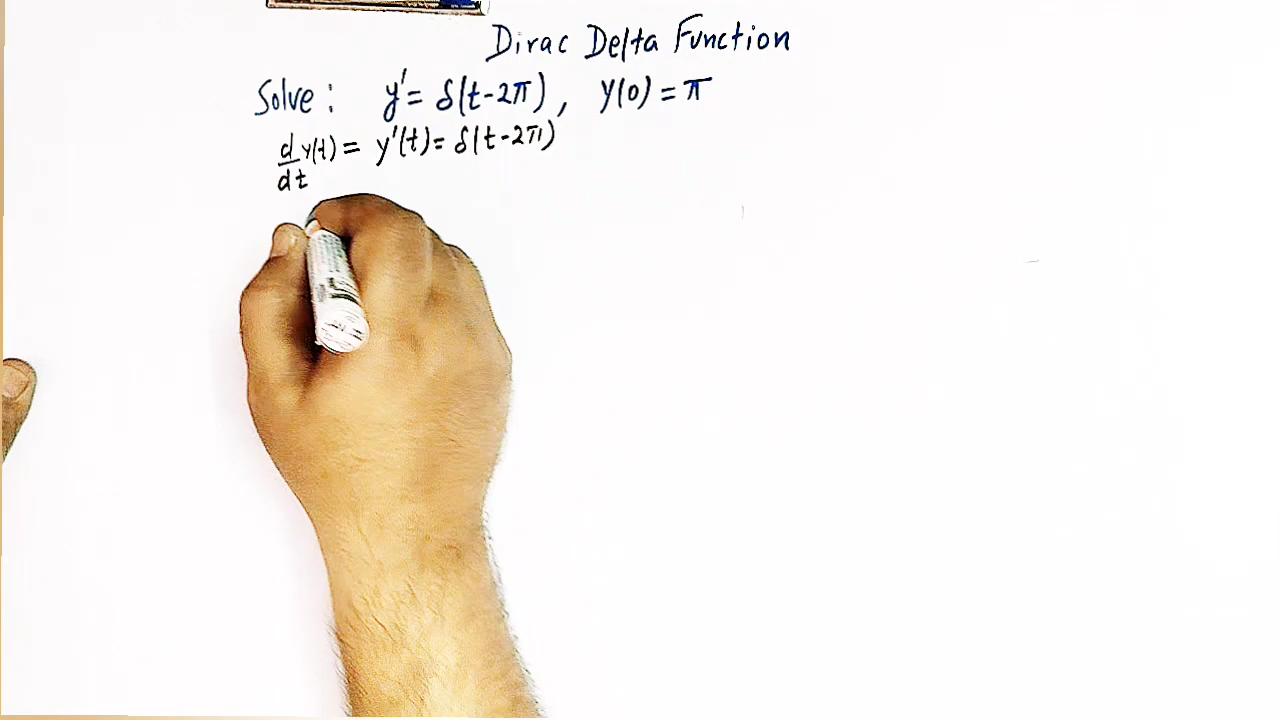 Dirac Delta Function
Solve : y' = δ(t-2π) , y(0) = π
d/dt y(t) = y'(t) = δ(t-2π)